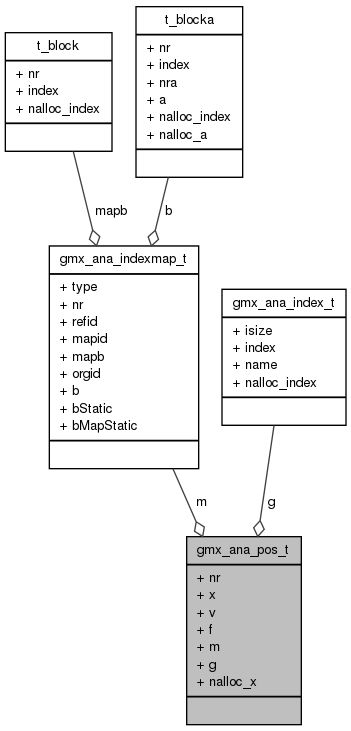 t_block
+ nr
+ index
+ nalloc_index
t_blocka
+ nr
+ index
+ nra
+ a
+ nalloc_index
+ nalloc_a
mapb
b
gmx_ana_indexmap_t
+ type
+ nr
+ refid
+ mapid
+ mapb
+ orgid
+ b
+ bStatic
+ bMapStatic
gmx_ana_index_t
+ isize
+ index
+ name
+ nalloc_index
m
g
gmx_ana_pos_t
+ nr
+ x
+ v
+ f
+ m
+ g
+ nalloc_x